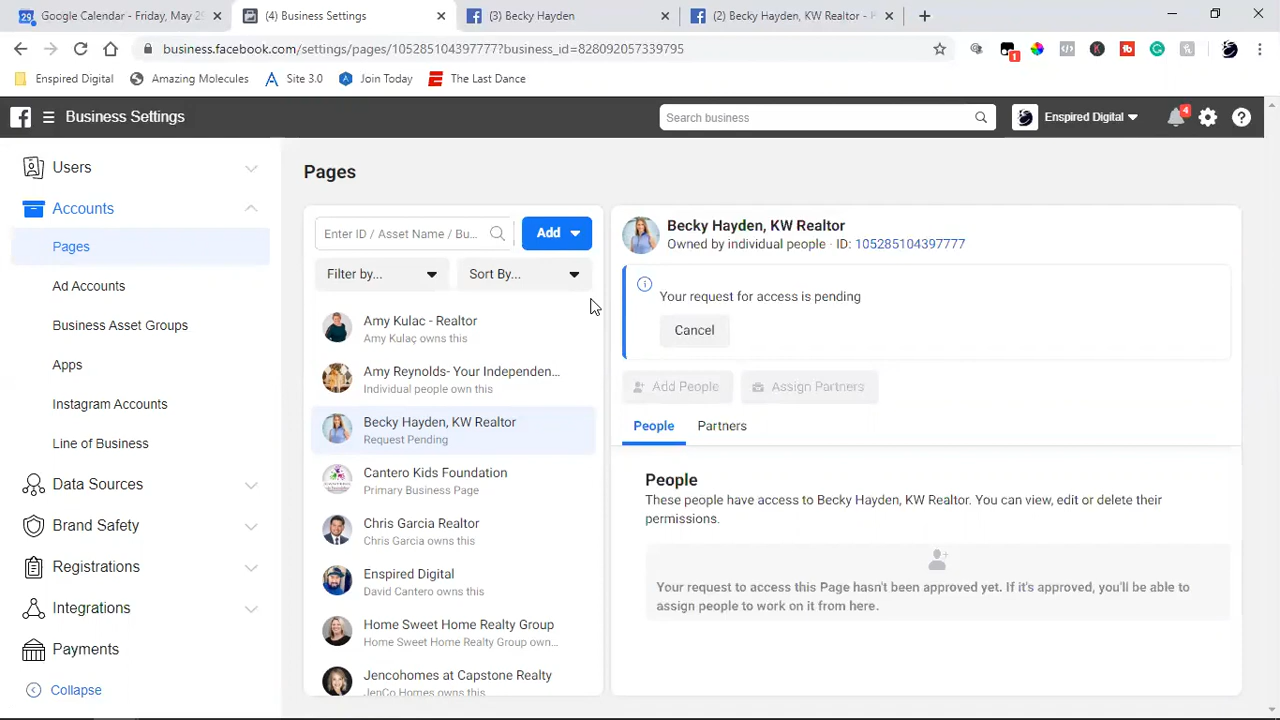 Google Calendar - Friday, May 29
(4) Business Settings
(3) Becky Hayden
(2) Becky Hayden, KW Realtor - P
business.facebook.com/settings/pages/105285104397777?business_id=828092057339795
Enspired Digital
Amazing Molecules
Site 3.0
Join Today
The Last Dance
Business Settings
Search business
Enspired Digital
4
Users
Accounts
Pages
Ad Accounts
Business Asset Groups
Apps
Instagram Accounts
Line of Business
Data Sources
Brand Safety
Registrations
Integrations
Payments
Collapse
Pages
Enter ID / Asset Name / Bu...
Add
Filter by...
Sort By...
Amy Kulac - Realtor
Amy Kulaç owns this
Amy Reynolds- Your Independen...
Individual people own this
Becky Hayden, KW Realtor
Request Pending
Cantero Kids Foundation
Primary Business Page
Chris Garcia Realtor
Chris Garcia owns this
Enspired Digital
David Cantero owns this
Home Sweet Home Realty Group
Home Sweet Home Realty Group own...
Jencohomes at Capstone Realty
JenCo Homes owns this
Becky Hayden, KW Realtor
Owned by individual people · ID: 105285104397777
Your request for access is pending
Cancel
Add People
Assign Partners
People
Partners
People
These people have access to Becky Hayden, KW Realtor. You can view, edit or delete their
permissions.
Your request to access this Page hasn't been approved yet. If it's approved, you'll be able to
assign people to work on it from here.